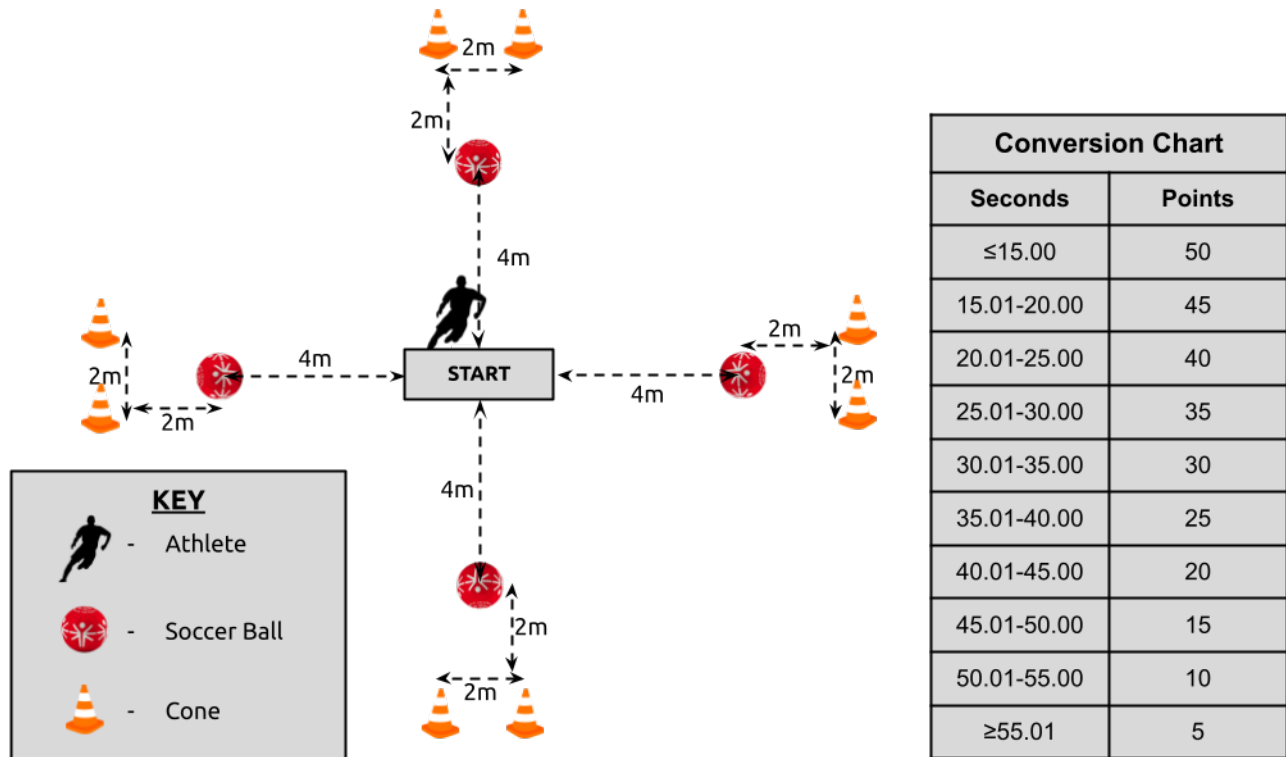 2m
2m
4m
4m
START
2m
2m
4m
2m
2m
4m
2m
2m
KEY
- Athlete
- Soccer Ball
- Cone
Conversion Chart
Seconds Points
≤15.00 50
15.01-20.00 45
20.01-25.00 40
25.01-30.00 35
30.01-35.00 30
35.01-40.00 25
40.01-45.00 20
45.01-50.00 15
50.01-55.00 10
≥55.01 5